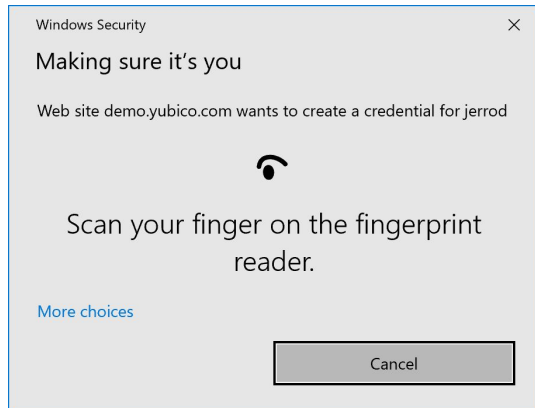 Windows Security
Making sure it's you
Web site demo.yubico.com wants to create a credential for jerrod
Scan your finger on the fingerprint
reader.
More choices
Cancel